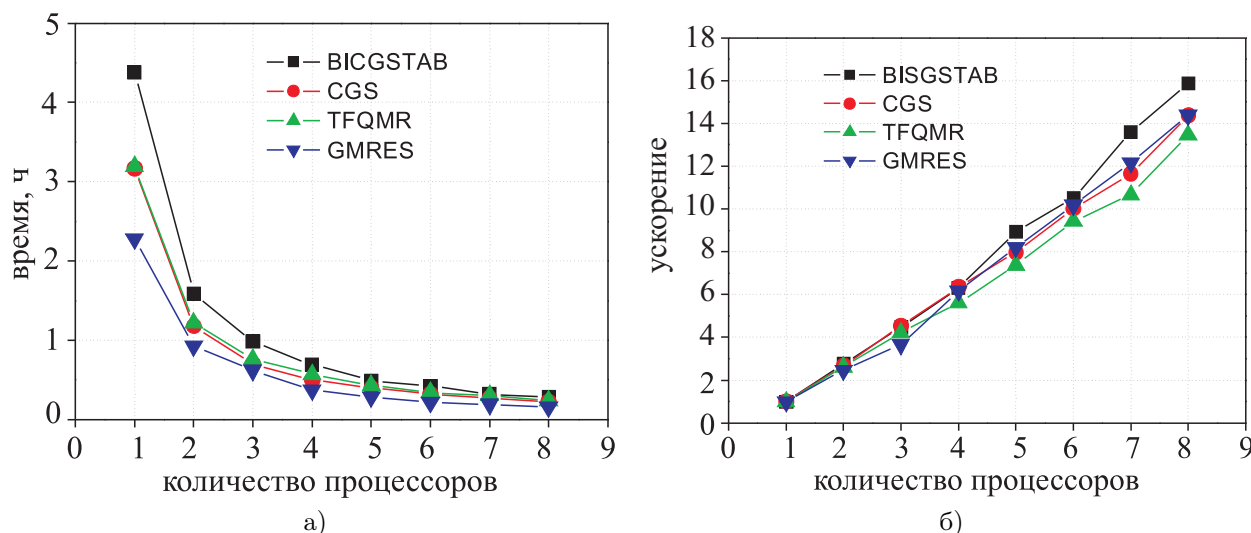 5
4
3
2
1
0
0 1 2 3 4 5 6 7 8 9
время, ч
количество процессоров
BICGSTAB
CGS
TFQMR
GMRES
а)
18
16
14
12
10
8
6
4
2
0
0 1 2 3 4 5 6 7 8 9
ускорение
количество процессоров
BISGSTAB
CGS
TFQMR
GMRES
б)